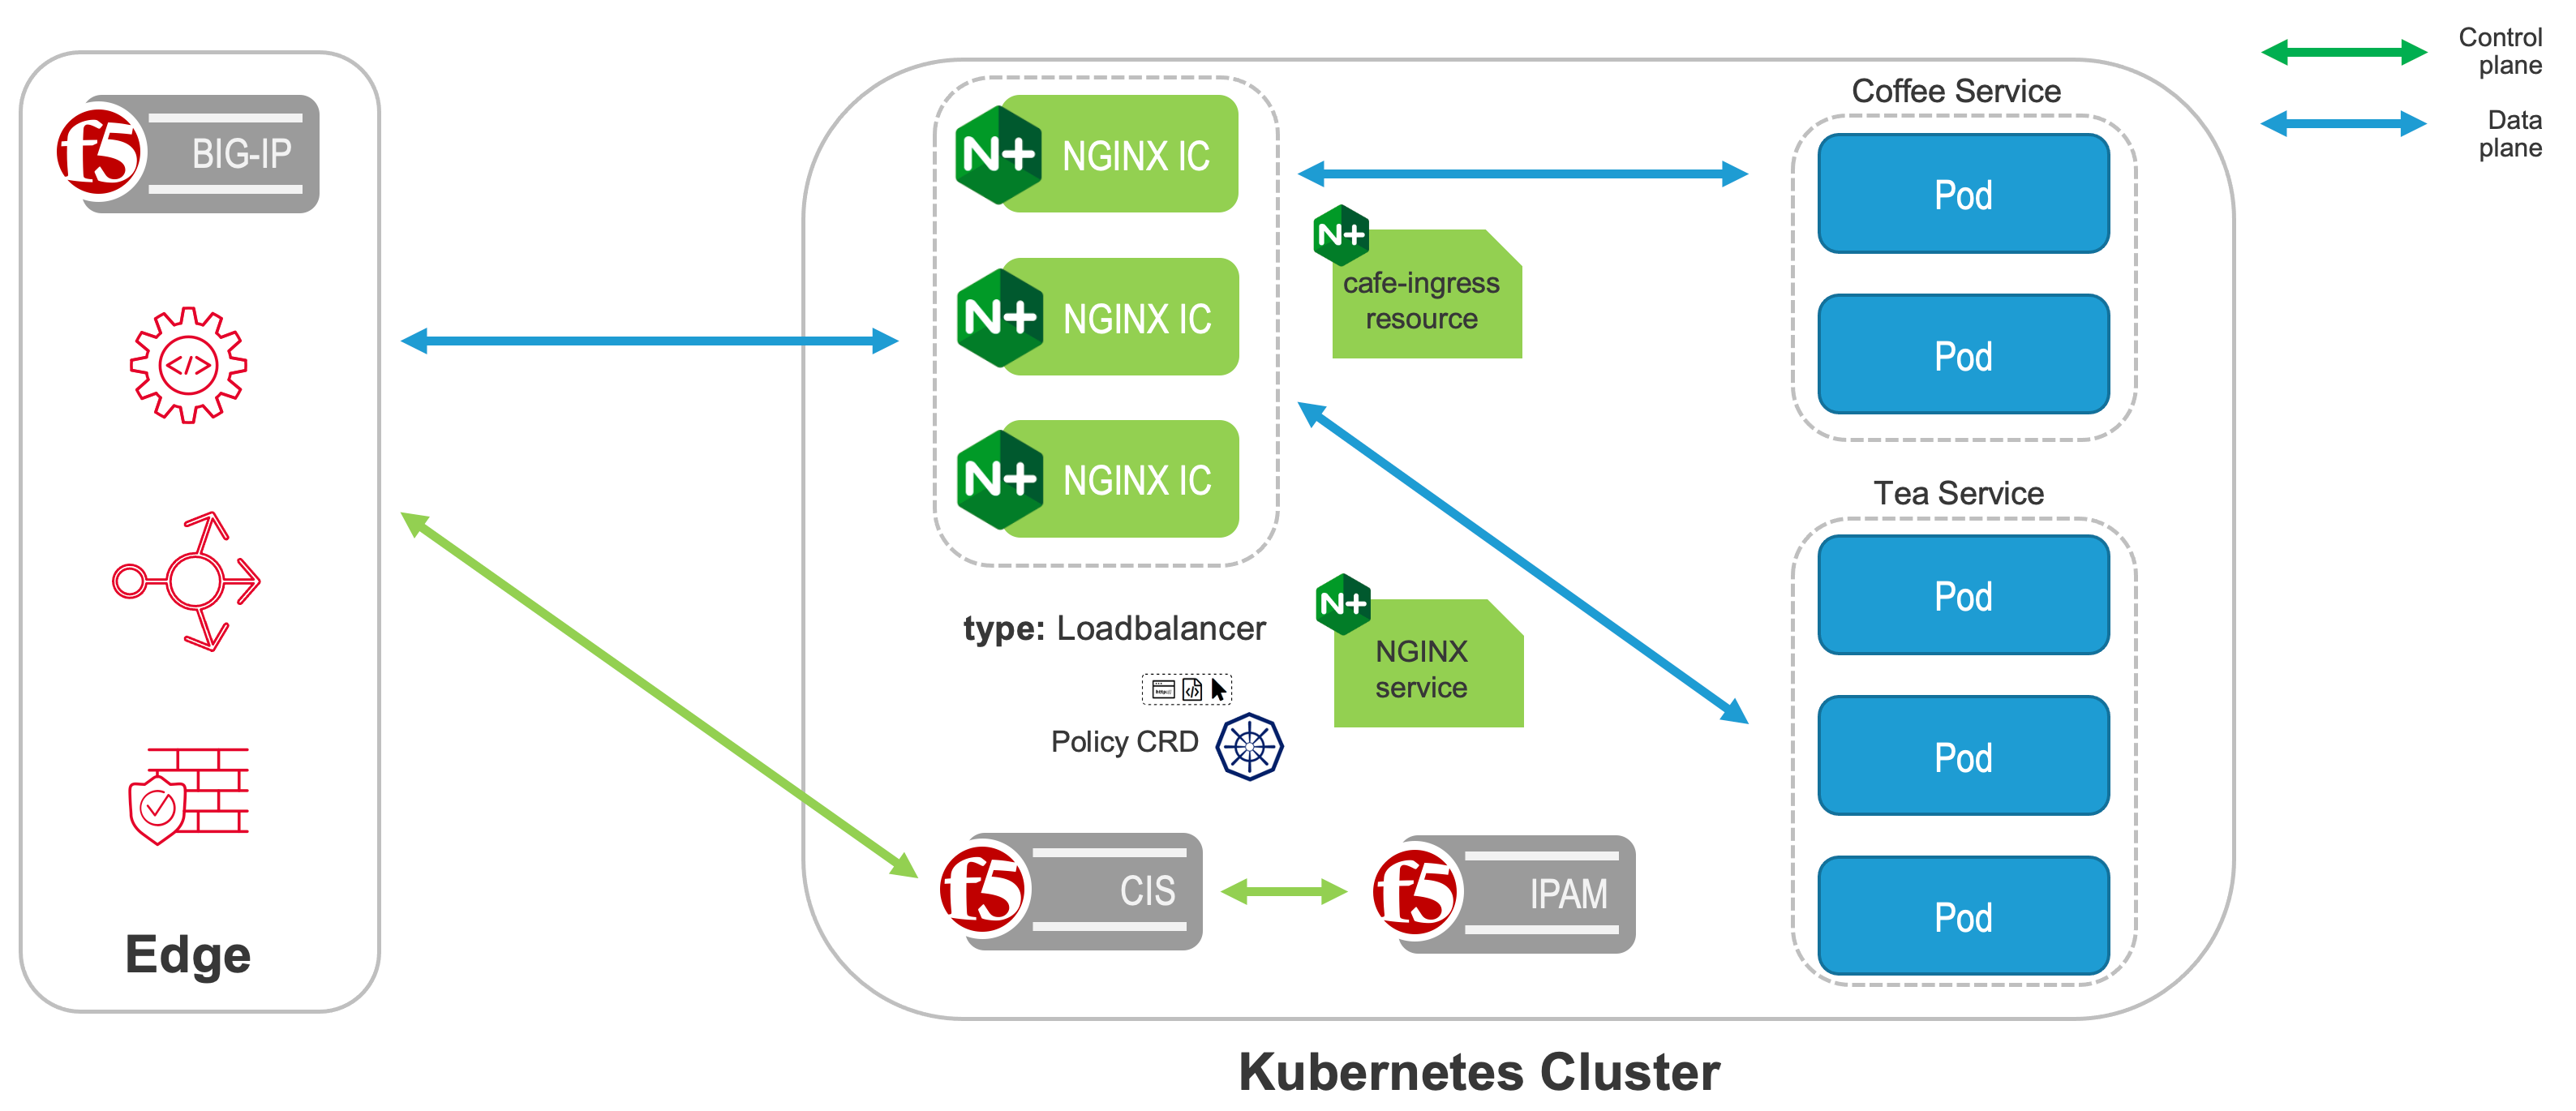 Control
plane
Data
plane
f5
BIG-IP
Edge
N+
NGINX IC
N+
NGINX IC
N+
NGINX IC
type: Loadbalancer
http://
</>
Policy CRD
</>
N+
cafe-ingress
resource
N+
NGINX
service
f5
CIS
f5
IPAM
Coffee Service
Pod
Pod
Tea Service
Pod
Pod
Pod
Kubernetes Cluster